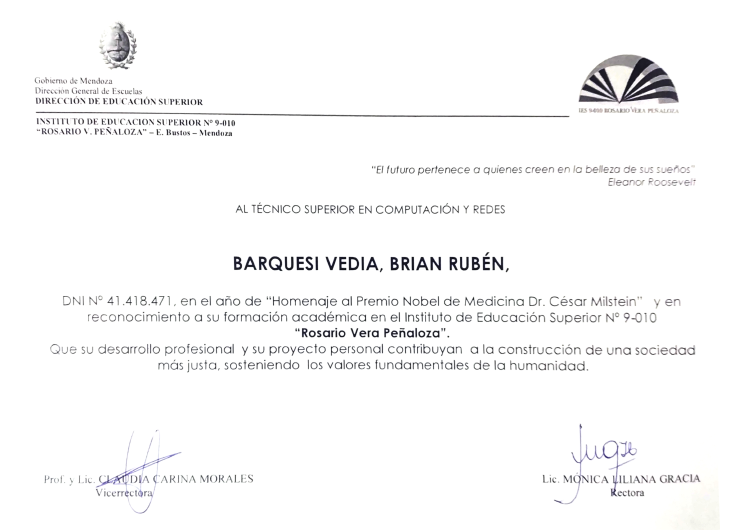 Gobierno de Mendoza
Dirección General de Escuelas
DIRECCIÓN DE EDUCACIÓN SUPERIOR
INSTITUTO DE EDUCACION SUPERIOR Nº 9-010
"ROSARIO V. PEÑALOZA" – E. Bustos – Mendoza
IES 9-010 ROSARIO VERA PEÑALOZA
"El futuro pertenece a quienes creen en la belleza de sus sueños"
Eleanor Roosevelt
AL TÉCNICO SUPERIOR EN COMPUTACIÓN Y REDES
BARQUESI VEDIA, BRIAN RUBÉN,
DNI Nº 41.418.471, en el año de "Homenaje al Premio Nobel de Medicina Dr. César Milstein" y en
reconocimiento a su formación académica en el Instituto de Educación Superior Nº 9-010
"Rosario Vera Peñaloza".
Que su desarrollo profesional y su proyecto personal contribuyan a la construcción de una sociedad
más justa, sosteniendo los valores fundamentales de la humanidad.
Prof. y Lic. CLAUDIA CARINA MORALES
Vicerrectora
Lic. MÓNICA LILIANA GRACIA
Rectora